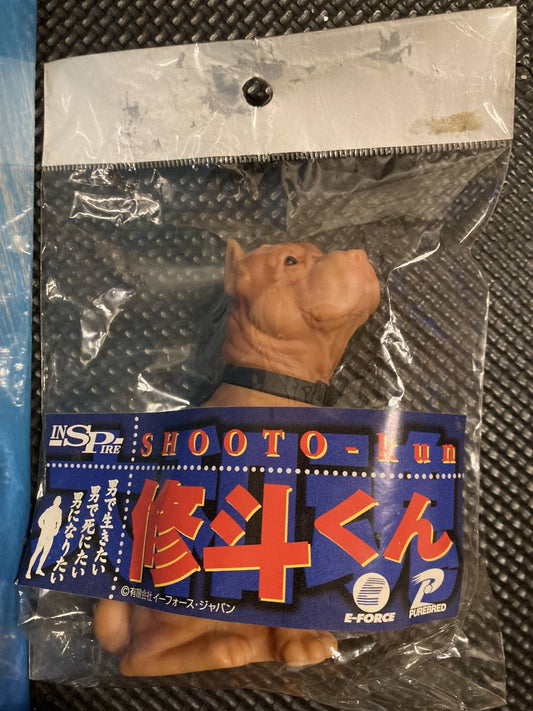 INSPIRE
SHOOTO-kun
男で生きたい
男で死にたい
男になりたい
修斗くん
©有限会社イーフォース・ジャパン
E-FORCE
PUREBRED